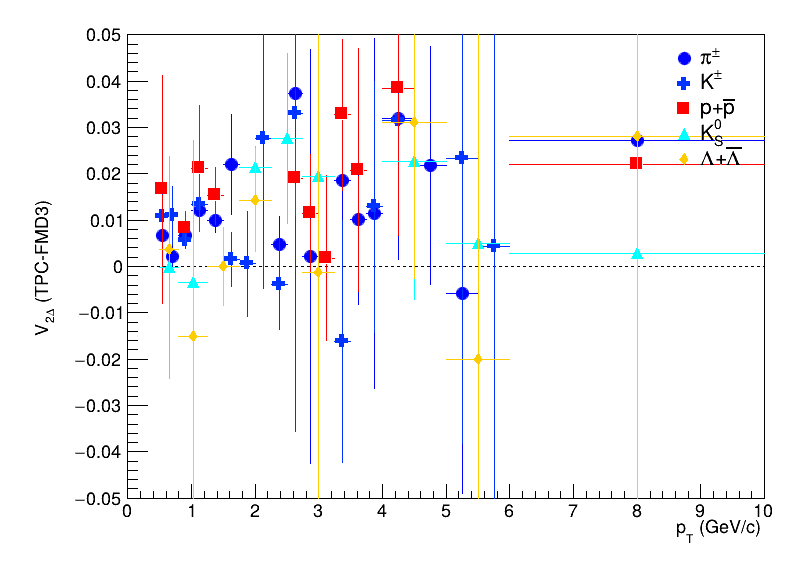 0.05
0.04
0.03
0.02
0.01
0
−0.01
−0.02
−0.03
−0.04
−0.05
V2Δ (TPC-FMD3)
π±
K±
p+p̅
K0S
Λ+Λ̅
0 1 2 3 4 5 6 7 8 9 10
pT (GeV/c)